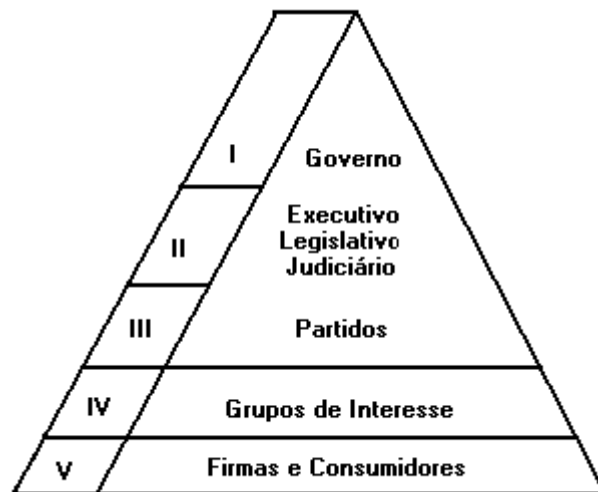 I
Governo
II
Executivo
Legislativo
Judiciário
III
Partidos
IV
Grupos de Interesse
V
Firmas e Consumidores